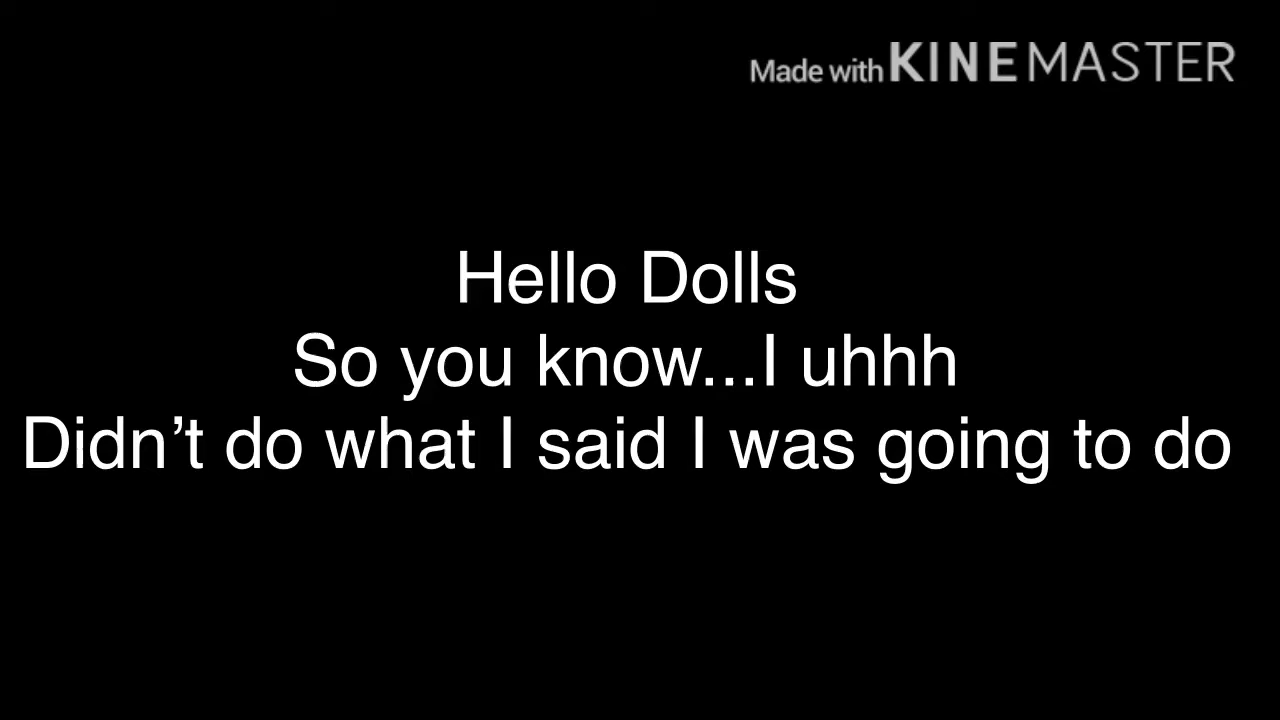 Made with KINEMASTER
Hello Dolls
So you know...I uhhh
Didn’t do what I said I was going to do